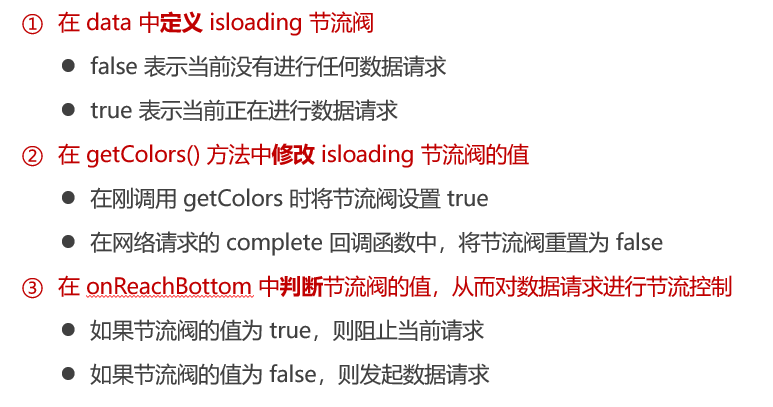 ① 在 data 中定义 isloading 节流阀
● false 表示当前没有进行任何数据请求
● true 表示当前正在进行数据请求
② 在 getColors() 方法中修改 isloading 节流阀的值
● 在刚调用 getColors 时将节流阀设置 true
● 在网络请求的 complete 回调函数中，将节流阀重置为 false
③ 在 onReachBottom 中判断节流阀的值，从而对数据请求进行节流控制
● 如果节流阀的值为 true，则阻止当前请求
● 如果节流阀的值为 false，则发起数据请求